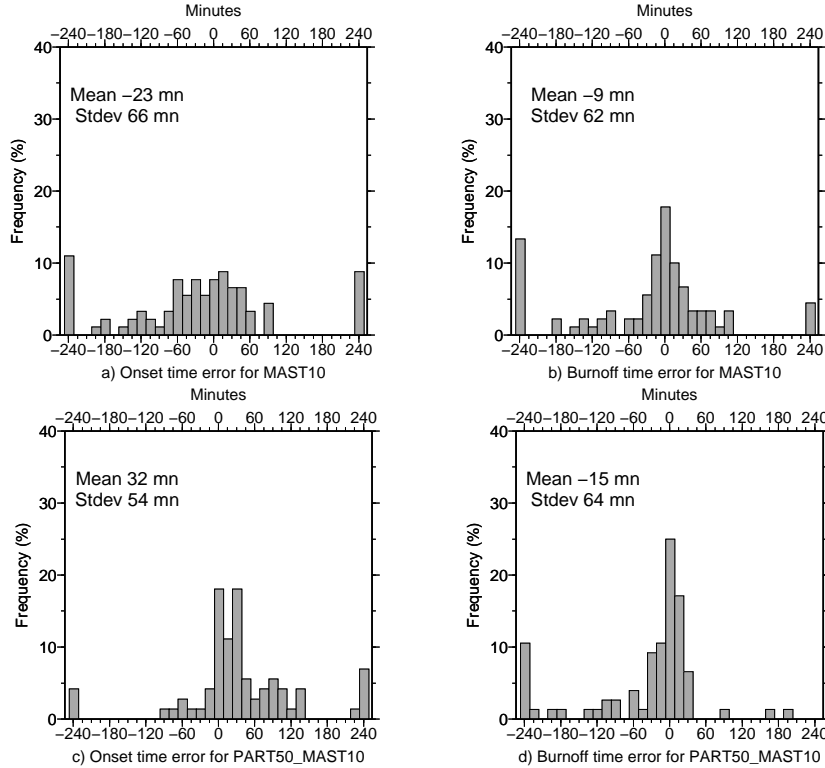 Minutes
−240 −180 −120 −60 0 60 120 180 240
40
30
20
10
0
Frequency (%)
Mean −23 mn
Stdev 66 mn
−240 −180 −120 −60 0 60 120 180 240
a) Onset time error for MAST10
Minutes
−240 −180 −120 −60 0 60 120 180 240
40
30
20
10
0
Frequency (%)
Mean −9 mn
Stdev 62 mn
−240 −180 −120 −60 0 60 120 180 240
b) Burnoff time error for MAST10
Minutes
−240 −180 −120 −60 0 60 120 180 240
40
30
20
10
0
Frequency (%)
Mean 32 mn
Stdev 54 mn
−240 −180 −120 −60 0 60 120 180 240
c) Onset time error for PART50_MAST10
Minutes
−240 −180 −120 −60 0 60 120 180 240
40
30
20
10
0
Frequency (%)
Mean −15 mn
Stdev 64 mn
−240 −180 −120 −60 0 60 120 180 240
d) Burnoff time error for PART50_MAST10